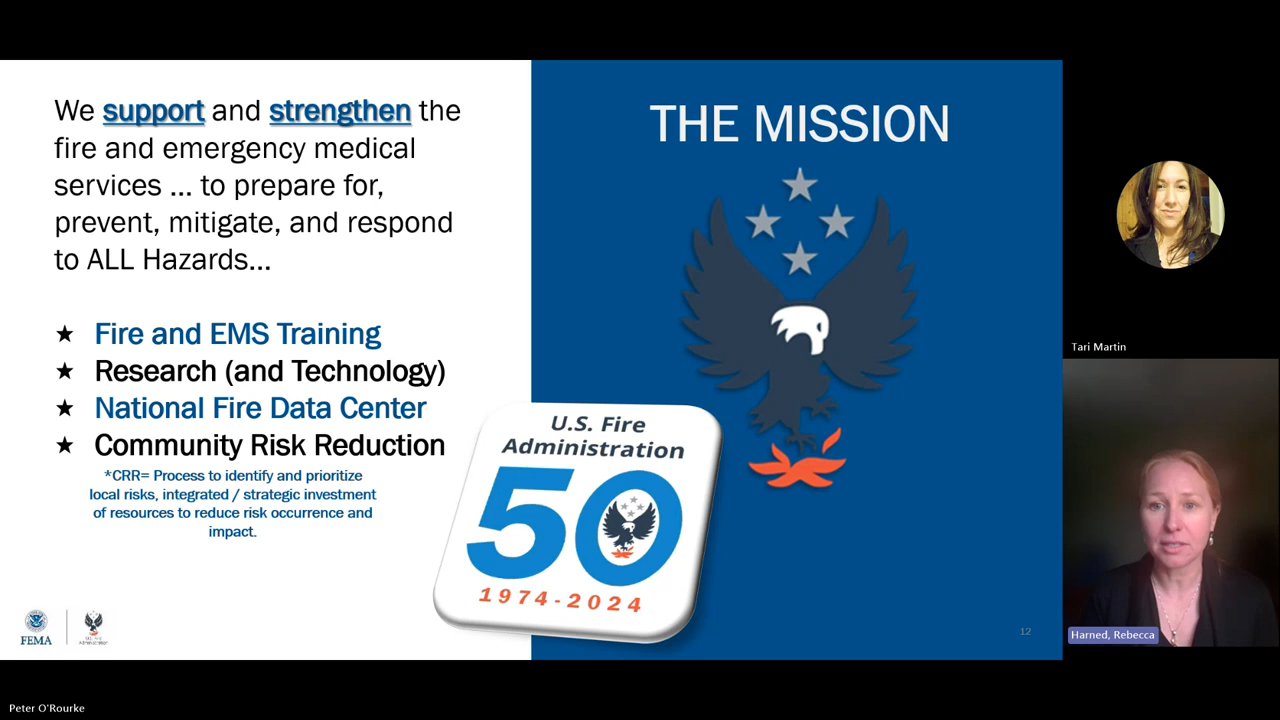 We support and strengthen the
fire and emergency medical
services ... to prepare for,
prevent, mitigate, and respond
to ALL Hazards...
★ Fire and EMS Training
★ Research (and Technology)
★ National Fire Data Center
★ Community Risk Reduction
*CRR= Process to identify and prioritize
local risks, integrated / strategic investment
of resources to reduce risk occurrence and
impact.
FEMA
THE MISSION
U.S. Fire
Administration
50
1974-2024
12
Tari Martin
Harned, Rebecca
Peter O'Rourke